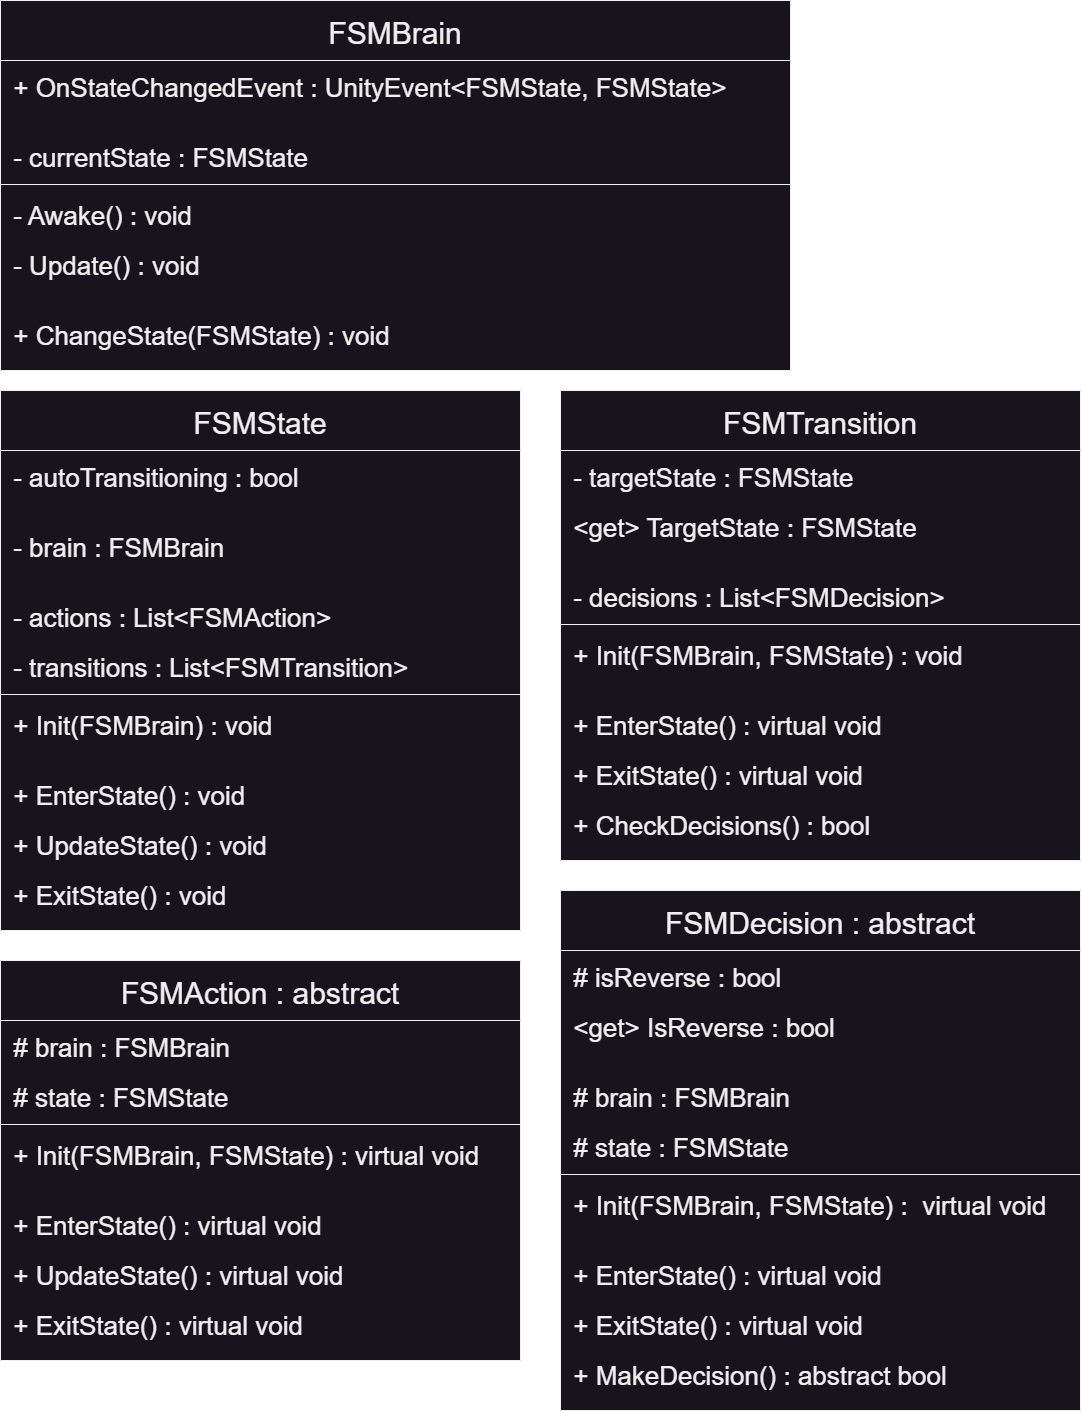 FSMBrain
+ OnStateChangedEvent : UnityEvent<FSMState, FSMState>
- currentState : FSMState
- Awake() : void
- Update() : void
+ ChangeState(FSMState) : void
FSMState
- autoTransitioning : bool
- brain : FSMBrain
- actions : List<FSMAction>
- transitions : List<FSMTransition>
+ Init(FSMBrain) : void
+ EnterState() : void
+ UpdateState() : void
+ ExitState() : void
FSMTransition
- targetState : FSMState
<get> TargetState : FSMState
- decisions : List<FSMDecision>
+ Init(FSMBrain, FSMState) : void
+ EnterState() : virtual void
+ ExitState() : virtual void
+ CheckDecisions() : bool
FSMAction : abstract
# brain : FSMBrain
# state : FSMState
+ Init(FSMBrain, FSMState) : virtual void
+ EnterState() : virtual void
+ UpdateState() : virtual void
+ ExitState() : virtual void
FSMDecision : abstract
# isReverse : bool
<get> IsReverse : bool
# brain : FSMBrain
# state : FSMState
+ Init(FSMBrain, FSMState) :  virtual void
+ EnterState() : virtual void
+ ExitState() : virtual void
+ MakeDecision() : abstract bool